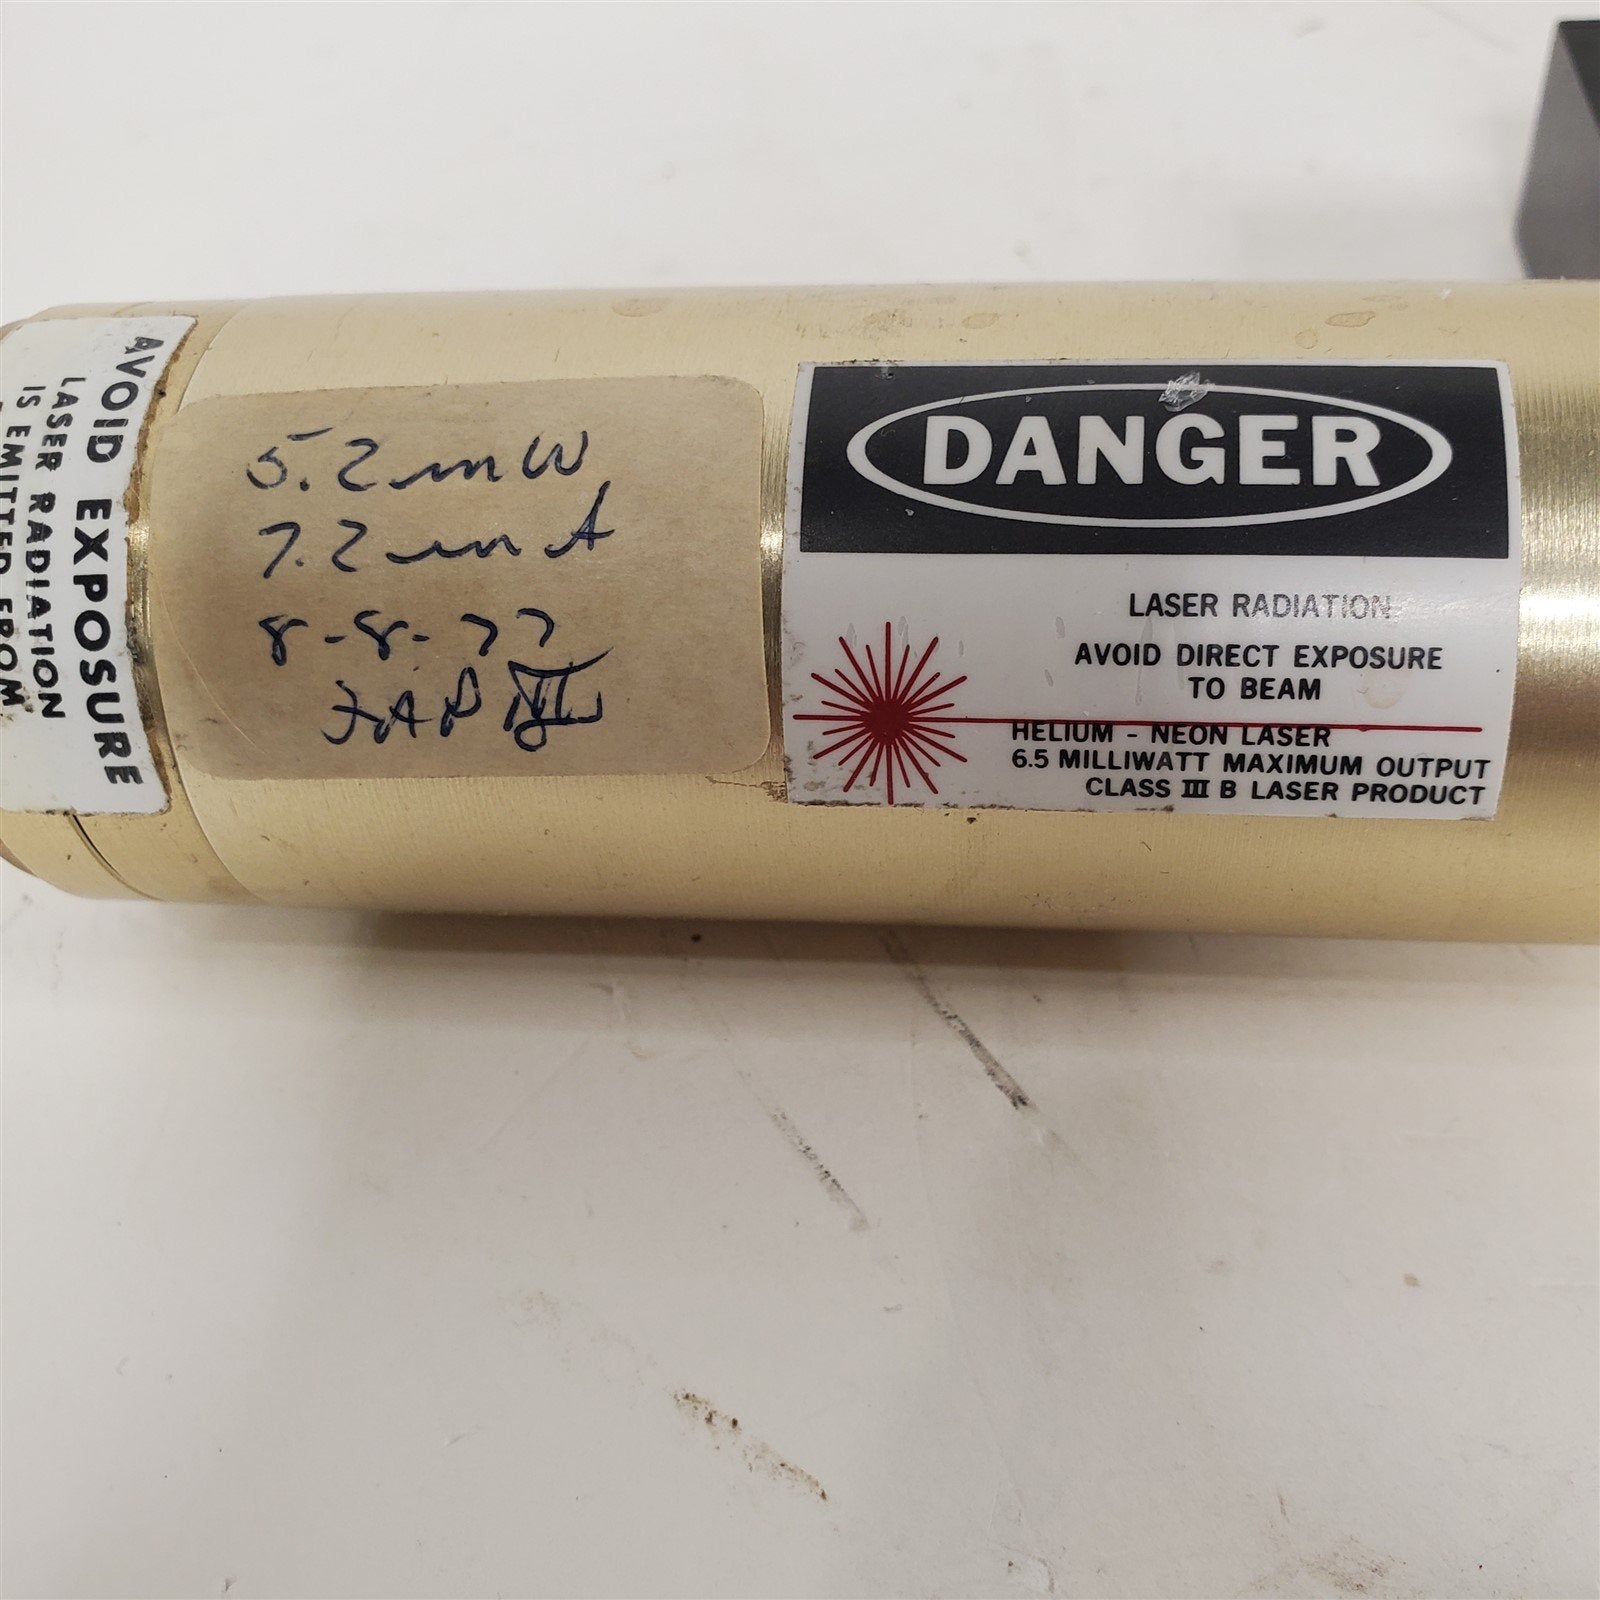 AVOID EXPOSURE
LASER RADIATION
IS EMITTED FROM
5.2 mW
7.2 mA
8-8-77
DANGER
LASER RADIATION
AVOID DIRECT EXPOSURE
TO BEAM
HELIUM - NEON LASER
6.5 MILLIWATT MAXIMUM OUTPUT
CLASS III B LASER PRODUCT